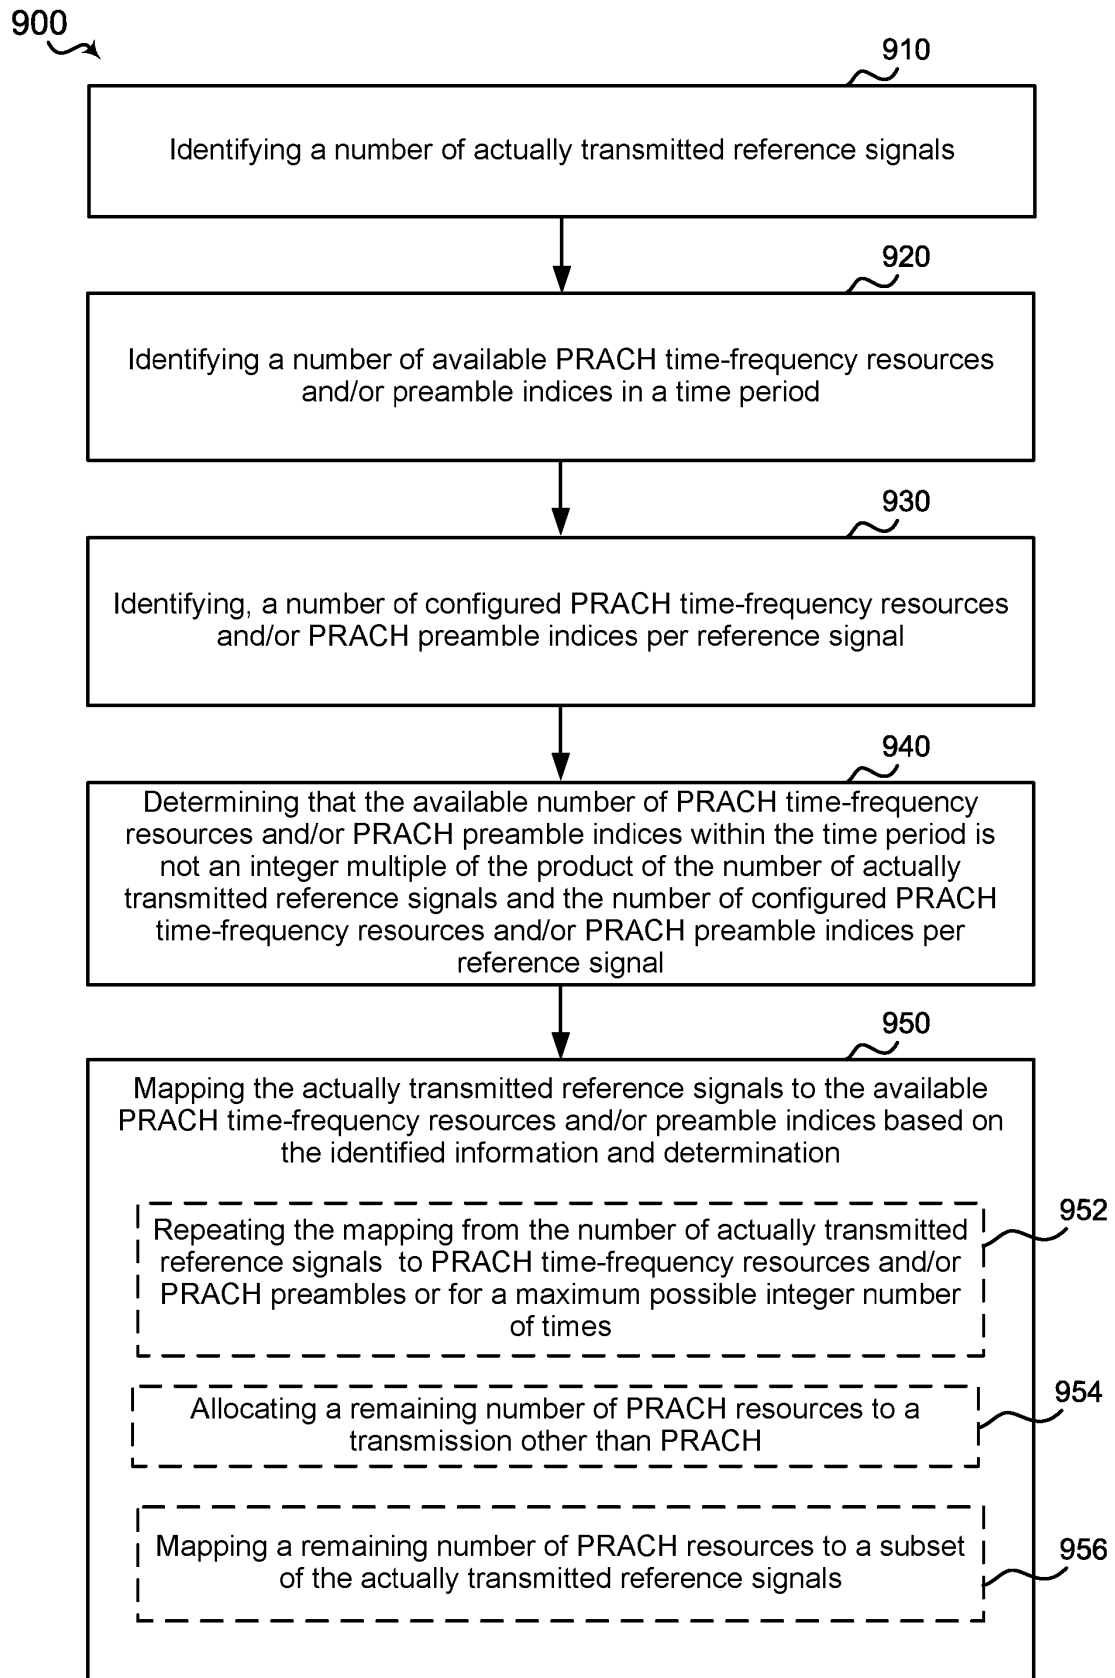 900
910
Identifying a number of actually transmitted reference signals
920
Identifying a number of available PRACH time-frequency resources
and/or preamble indices in a time period
930
Identifying, a number of configured PRACH time-frequency resources
and/or PRACH preamble indices per reference signal
940
Determining that the available number of PRACH time-frequency
resources and/or PRACH preamble indices within the time period is
not an integer multiple of the product of the number of actually
transmitted reference signals and the number of configured PRACH
time-frequency resources and/or PRACH preamble indices per
reference signal
950
Mapping the actually transmitted reference signals to the available
PRACH time-frequency resources and/or preamble indices based on
the identified information and determination
952
Repeating the mapping from the number of actually transmitted
reference signals to PRACH time-frequency resources and/or
PRACH preambles or for a maximum possible integer number
of times
954
Allocating a remaining number of PRACH resources to a
transmission other than PRACH
956
Mapping a remaining number of PRACH resources to a subset
of the actually transmitted reference signals